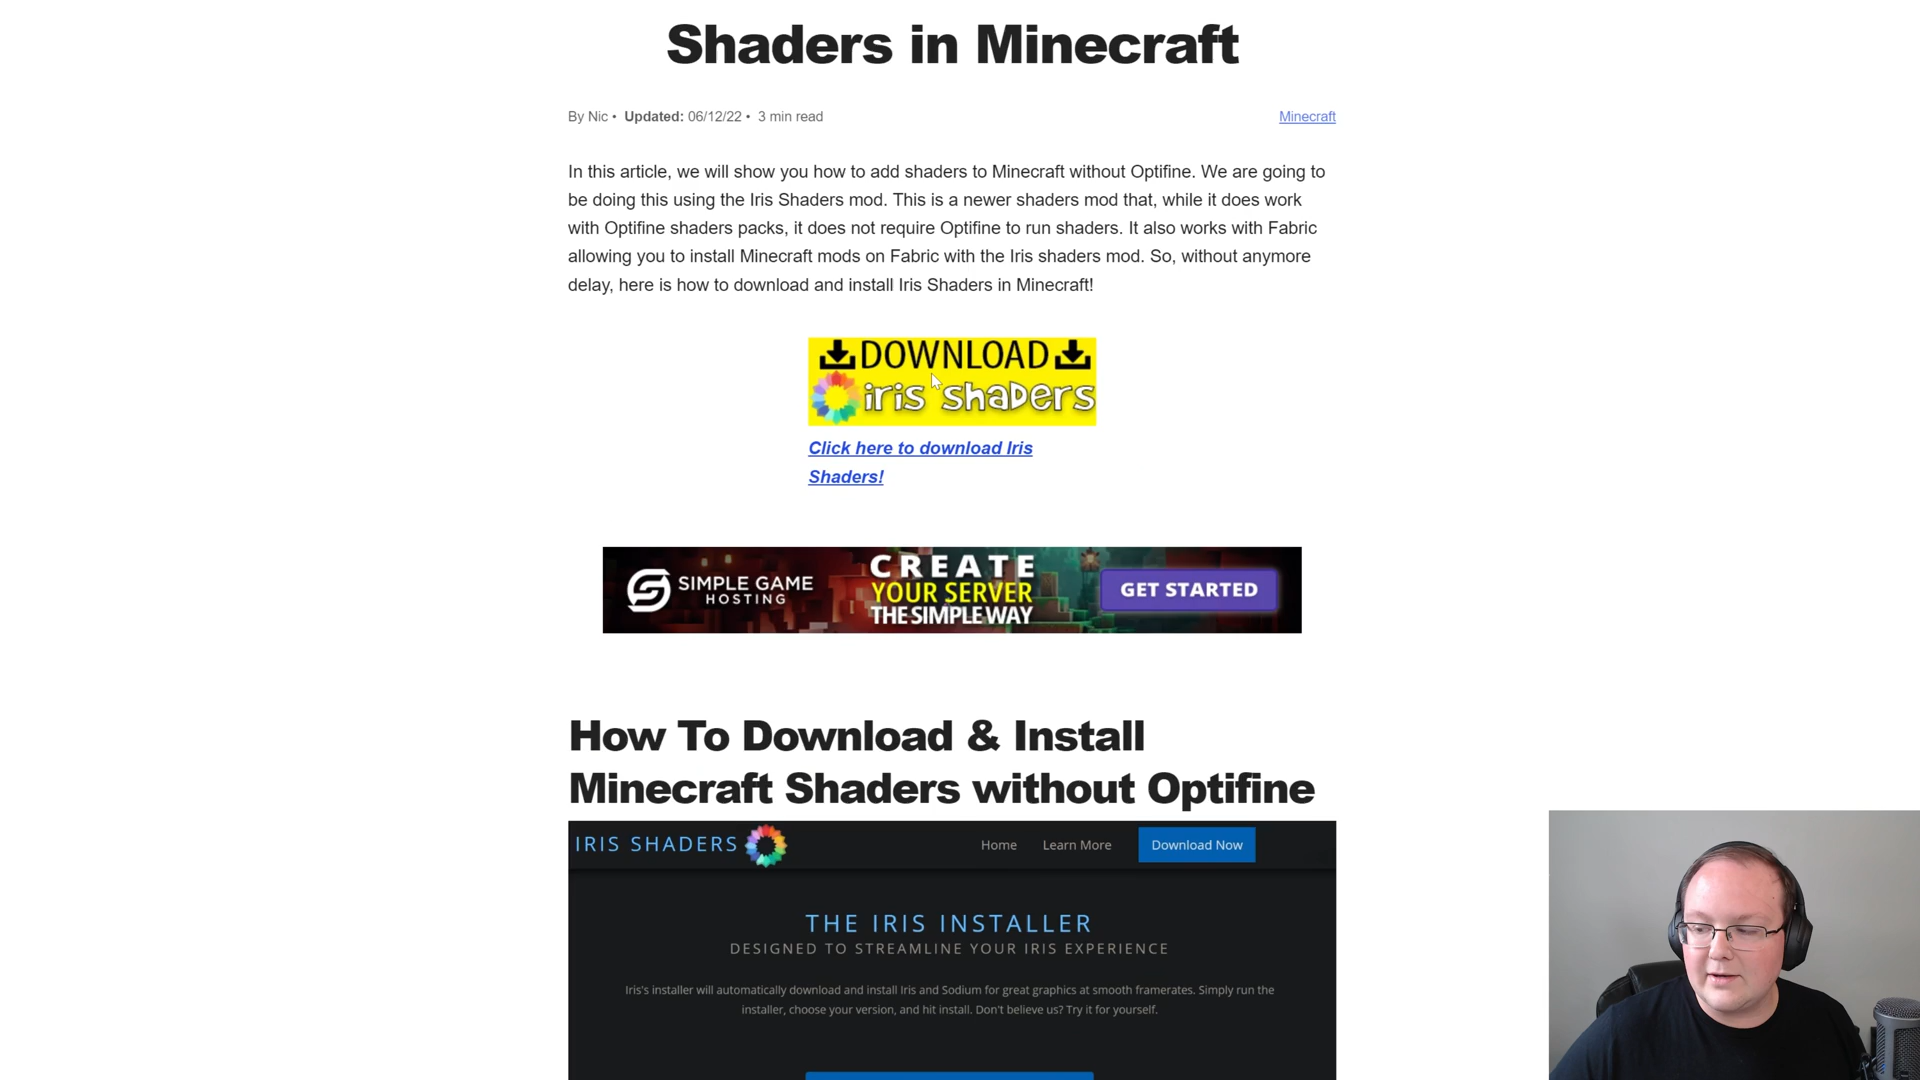 Shaders in Minecraft
By Nic • Updated: 06/12/22 • 3 min read
Minecraft
In this article, we will show you how to add shaders to Minecraft without Optifine. We are going to
be doing this using the Iris Shaders mod. This is a newer shaders mod that, while it does work
with Optifine shaders packs, it does not require Optifine to run shaders. It also works with Fabric
allowing you to install Minecraft mods on Fabric with the Iris shaders mod. So, without anymore
delay, here is how to download and install Iris Shaders in Minecraft!
DOWNLOAD
iris shaders
Click here to download Iris
Shaders!
SIMPLE GAME
HOSTING
CREATE
YOUR SERVER
THE SIMPLE WAY
GET STARTED
How To Download & Install
Minecraft Shaders without Optifine
IRIS SHADERS
Home
Learn More
Download Now
THE IRIS INSTALLER
DESIGNED TO STREAMLINE YOUR IRIS EXPERIENCE
Iris's installer will automatically download and install Iris and Sodium for great graphics at smooth framerates. Simply run the
installer, choose your version, and hit install. Don't believe us? Try it for yourself.